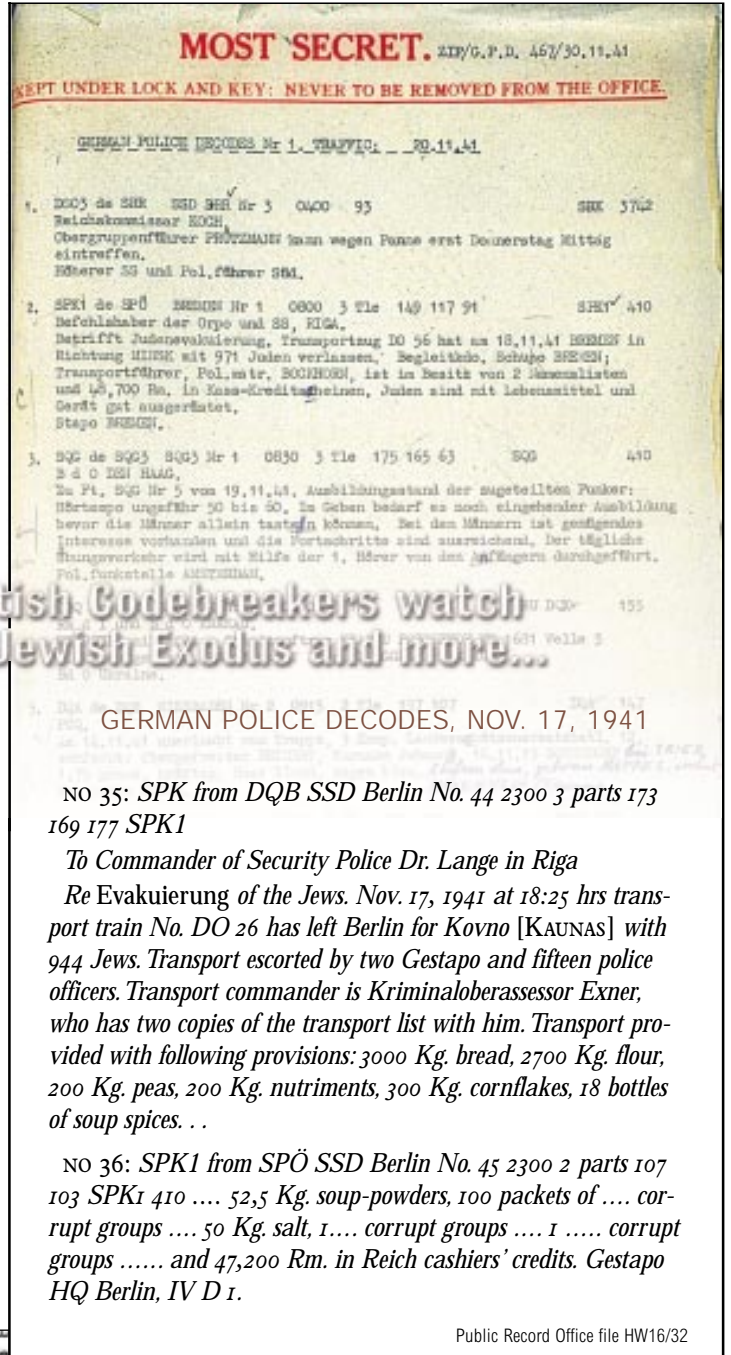 MOST SECRET. ZIP/G.P.D. 467/30.11.41
KEPT UNDER LOCK AND KEY: NEVER TO BE REMOVED FROM THE OFFICE.
GERMAN POLICE DECODES Nr 1. TRAFFIC: 20.11.41
1. Nr 3 0400 93 3742
Reichskommissar KOCH.
Obergruppenführer PRÜTZMANN kann wegen Panne erst Donnerstag Mittag
eintreffen.
Höherer SS und Pol.führer Süd.
2. SPK1 de SPÖ BREMEN Nr 1 0800 3 Tle 149 117 91 SPK1 410
Befehlshaber der Orpo und SS, RIGA.
Betrifft Judenevakuierung. Transportzug DO 56 hat am 18.11.41 BREMEN in
Richtung MINSK mit 971 Juden verlassen. Begleitkdo. Schupo BREMEN;
Transportführer, Pol. BOCKHORN, ist im Besitz von 2 Namenslisten
und 48,700 Rm. in Kass-Kreditscheinen. Juden sind mit Lebensmittel und
Gerät gut ausgerüstet.
Stapo BREMEN.
3. SQG de SQG3 SQG3 Nr 1 0830 3 Tle 175 165 63 SQG 410
B d O DEN HAAG.
Zu Ft. SQG Nr 5 vom 19.11.41. Ausbildungsstand der zugeteilten Funker:
Hörtempo ungefähr 50 bis 60. Im Geben bedarf es noch eingehender Ausbildung
bevor die Männer allein tasten können. Bei den Männern ist genügendes
Interesse vorhanden und die Fortschritte sind ausreichend. Der tägliche
Übungsverkehr wird mit Hilfe der 1. Hörer von den Anfängern durchgeführt.
Pol.funkstelle AMSTERDAM.
155
tish Codebreakers watch
Jewish Exodus and more...
Bd O Ukraine.
GERMAN POLICE DECODES, NOV. 17, 1941
NO 35: SPK from DQB SSD Berlin No. 44 2300 3 parts 173
169 177 SPK1
To Commander of Security Police Dr. Lange in Riga
Re Evakuierung of the Jews. Nov. 17, 1941 at 18:25 hrs trans-
port train No. DO 26 has left Berlin for Kovno [KAUNAS] with
944 Jews. Transport escorted by two Gestapo and fifteen police
officers. Transport commander is Kriminaloberassessor Exner,
who has two copies of the transport list with him. Transport pro-
vided with following provisions: 3000 Kg. bread, 2700 Kg. flour,
200 Kg. peas, 200 Kg. nutriments, 300 Kg. cornflakes, 18 bottles
of soup spices. . .
NO 36: SPK1 from SPÖ SSD Berlin No. 45 2300 2 parts 107
103 SPK1 410 .... 52,5 Kg. soup-powders, 100 packets of .... cor-
rupt groups .... 50 Kg. salt, 1.... corrupt groups .... 1 ..... corrupt
groups ...... and 47,200 Rm. in Reich cashiers' credits. Gestapo
HQ Berlin, IV D 1.
Public Record Office file HW16/32